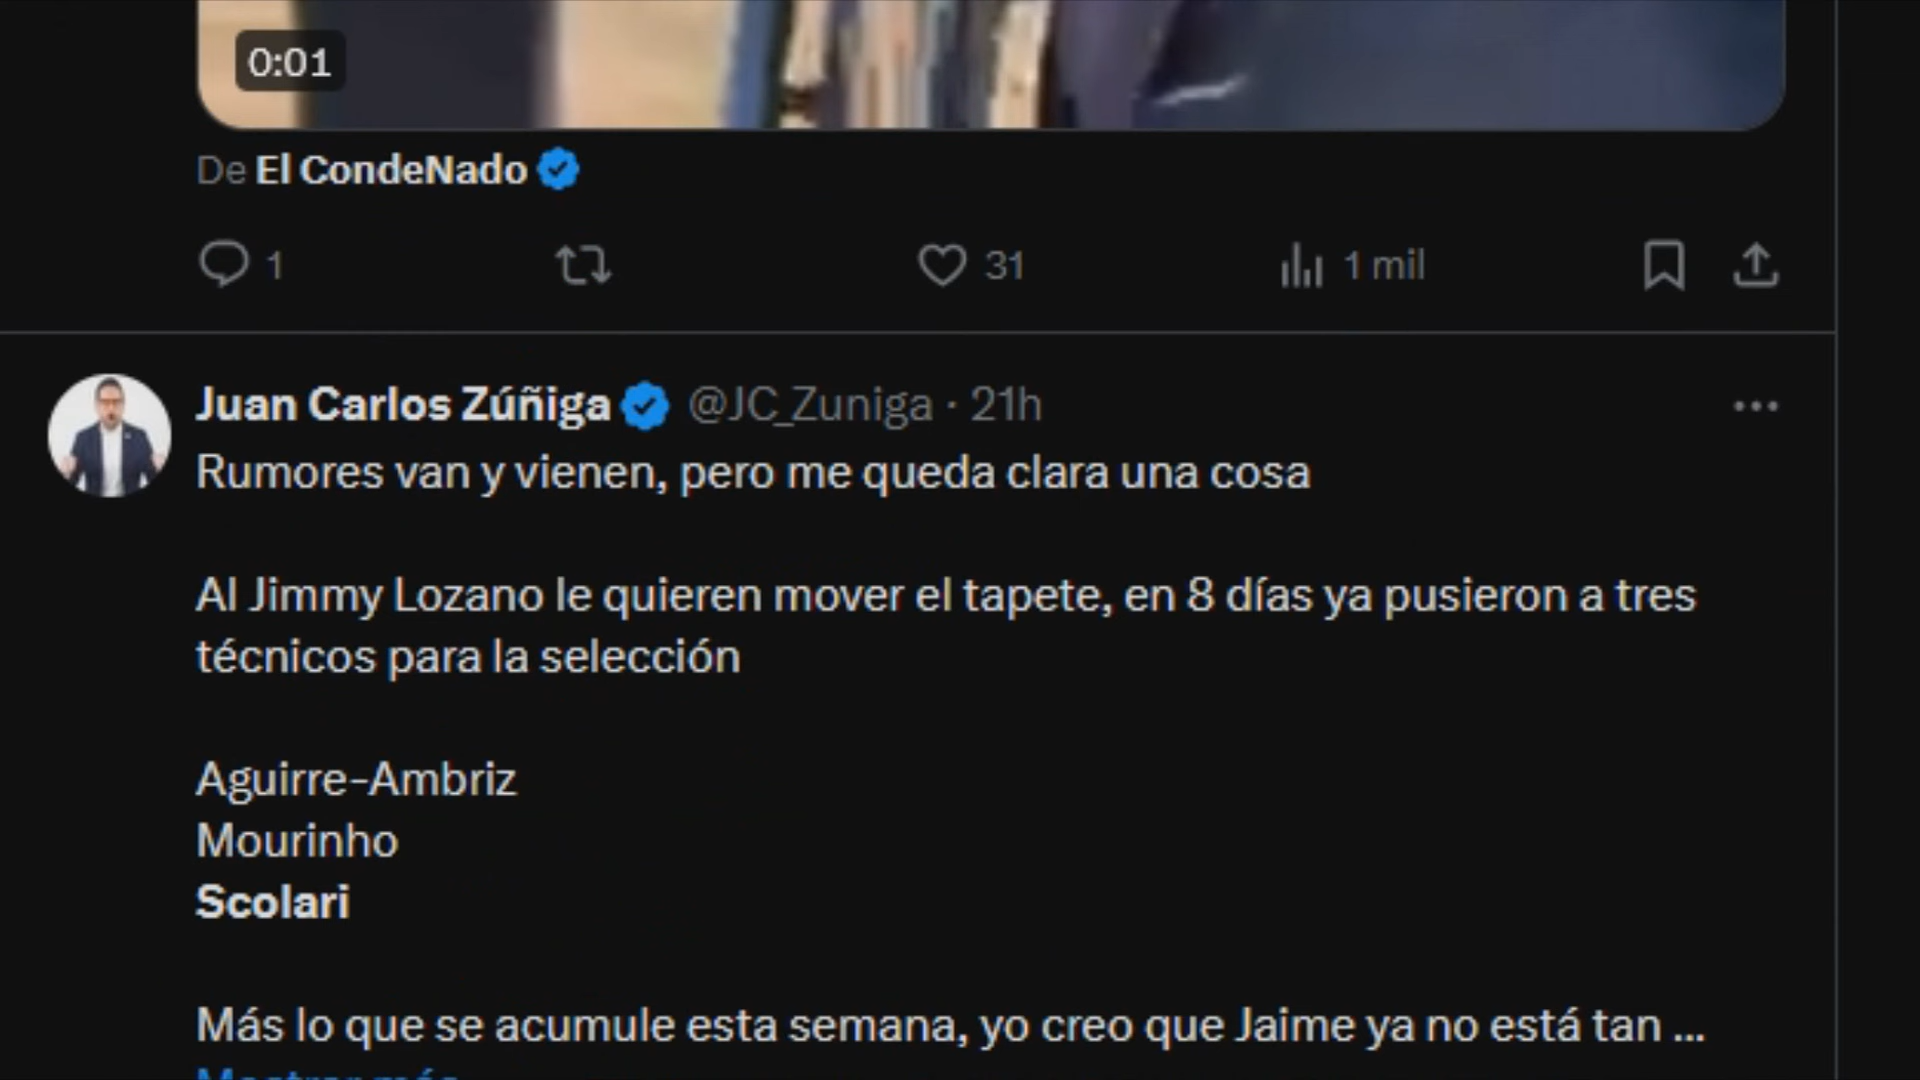 0:01
De El CondeNado
1
31
1 mil
Juan Carlos Zúñiga @JC_Zuniga · 21h
Rumores van y vienen, pero me queda clara una cosa
Al Jimmy Lozano le quieren mover el tapete, en 8 días ya pusieron a tres
técnicos para la selección
Aguirre-Ambriz
Mourinho
Scolari
Más lo que se acumule esta semana, yo creo que Jaime ya no está tan ...
Mostrar más